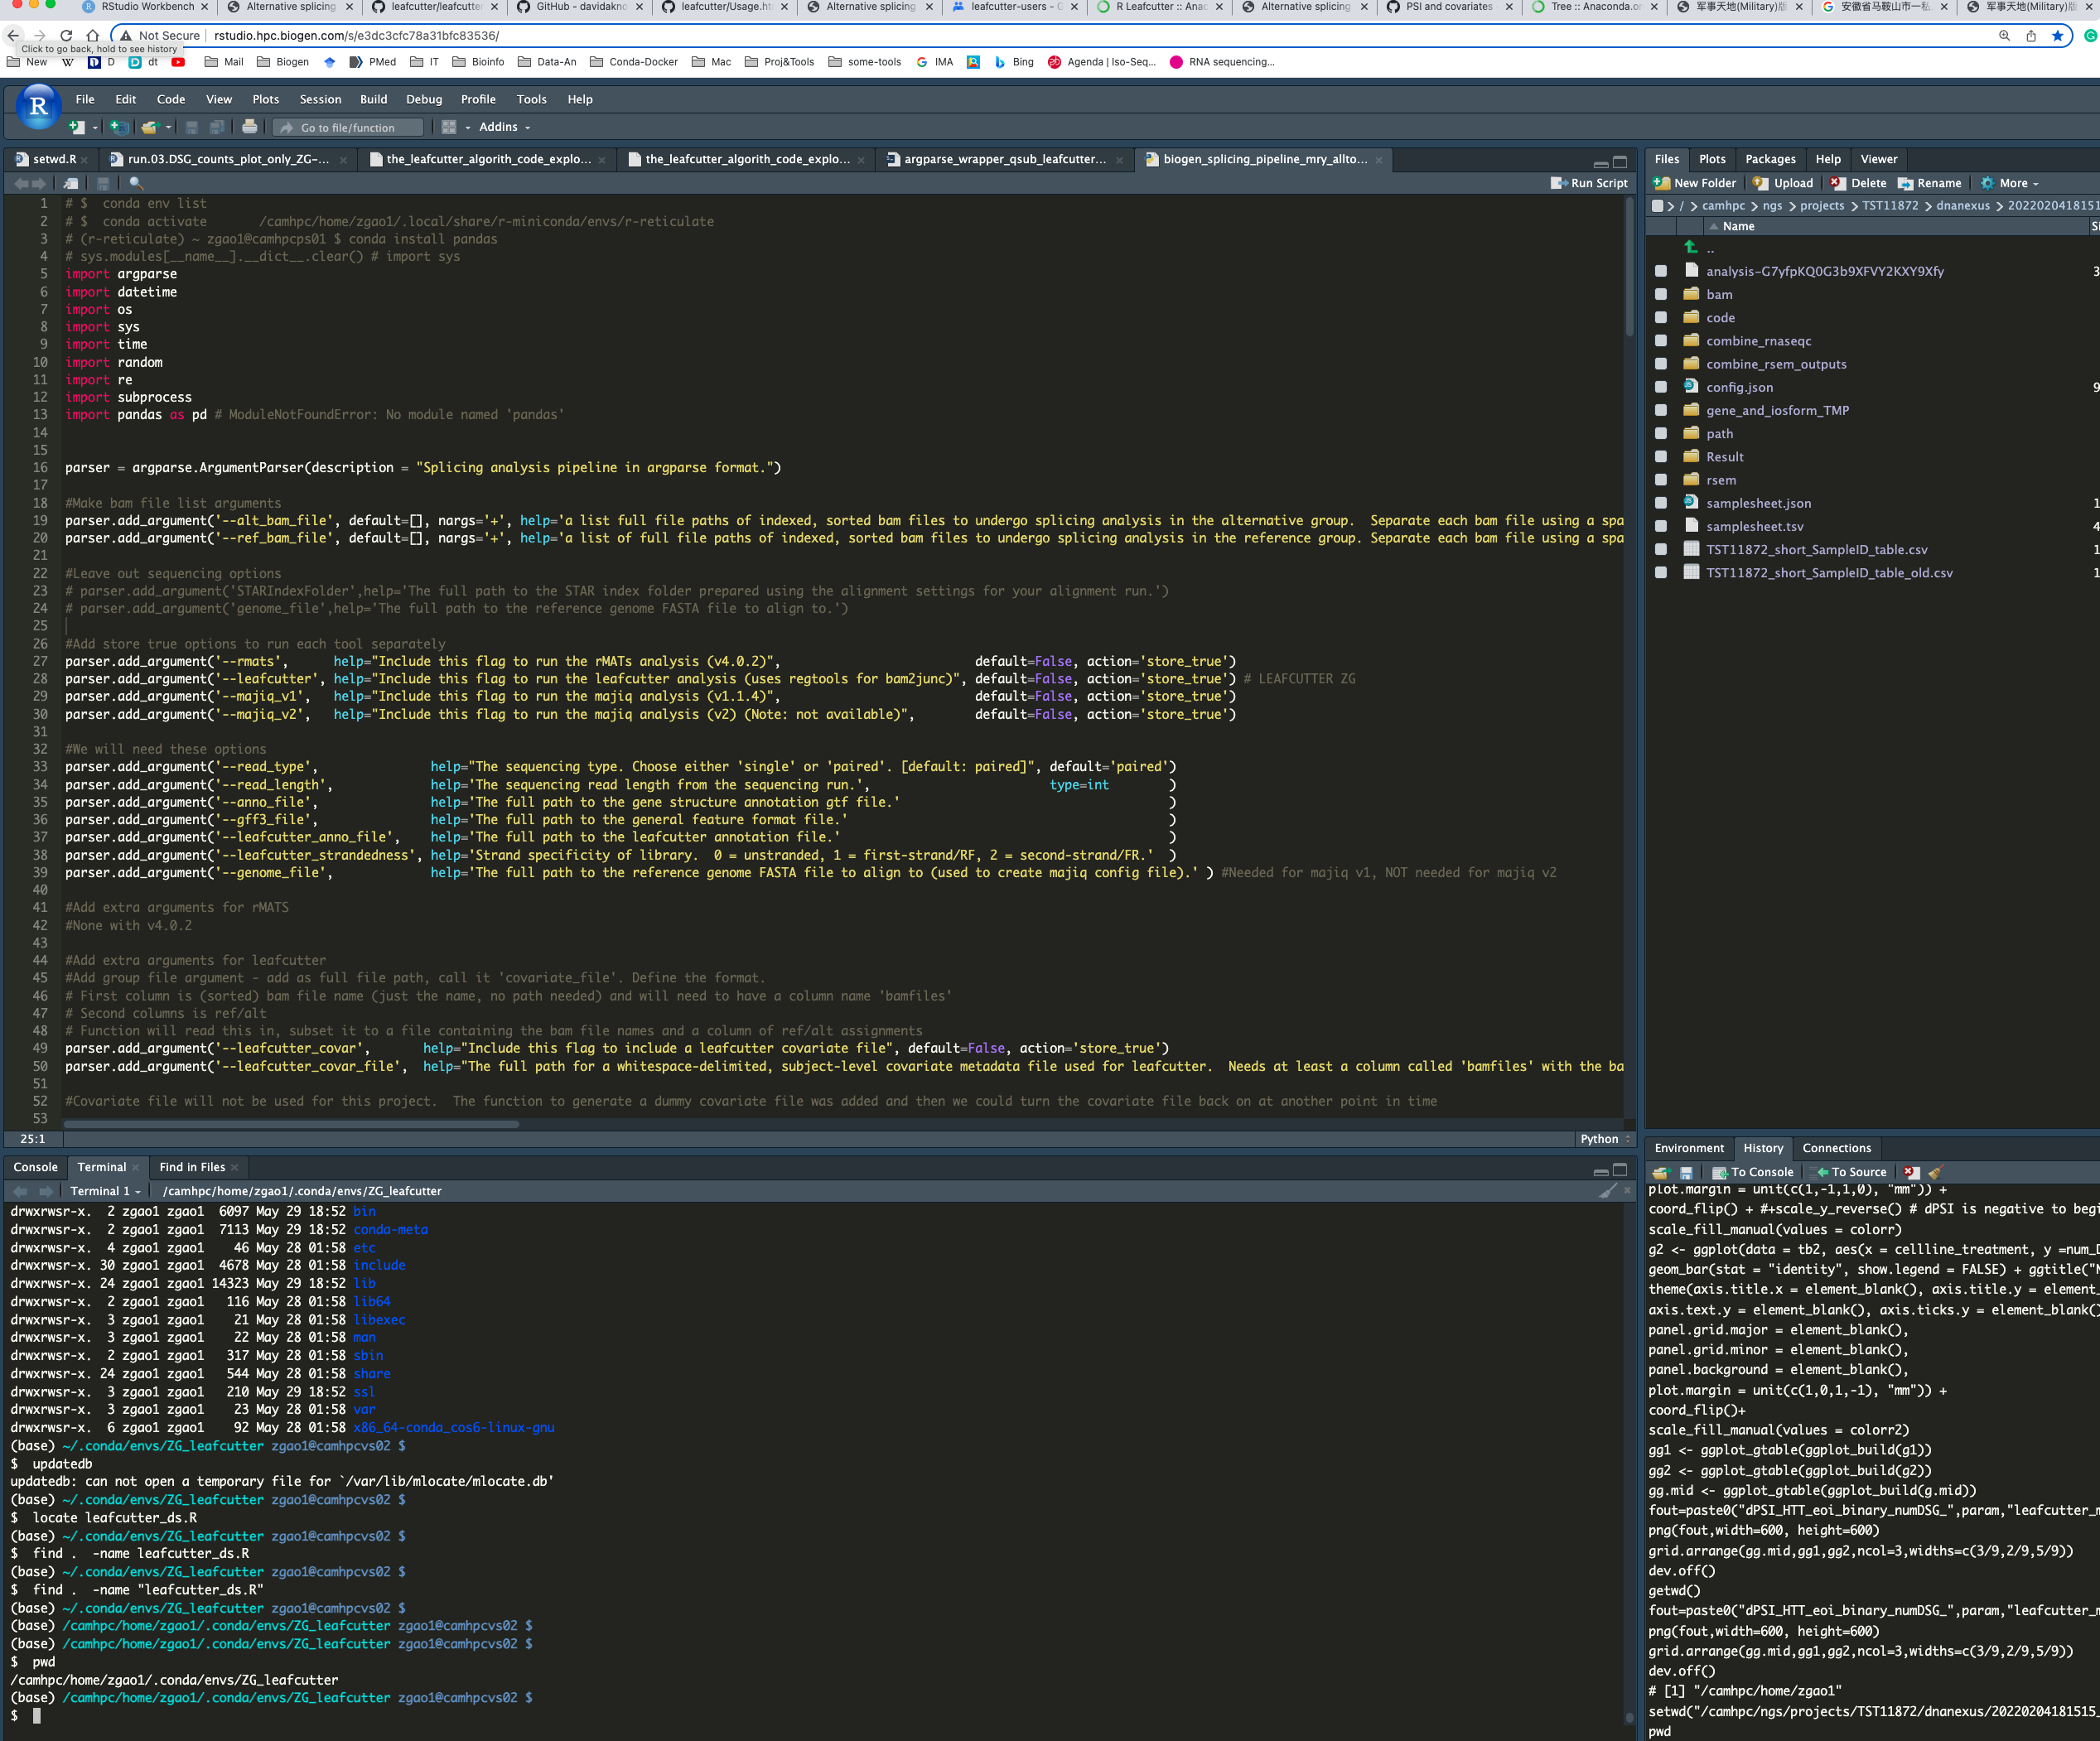 RStudio Workbench
Alternative splicing
leafcutter/leafcutter
GitHub - davidakno
leafcutter/Usage.ht
Alternative splicing
leafcutter-users - G
R Leafcutter :: Anac
Alternative splicing
PSI and covariates
Tree :: Anaconda.or
军事天地(Military)版
安徽省马鞍山市一私
军事天地(Military)版
Not Secure | rstudio.hpc.biogen.com/s/e3dc3cfc78a31bfc83536/
Click to go back, hold to see history
New W D dt Mail Biogen PMed IT Bioinfo Data-An Conda-Docker Mac Proj&Tools some-tools IMA Bing Agenda | Iso-Seq... RNA sequencing...
R File Edit Code View Plots Session Build Debug Profile Tools Help
Go to file/function Addins
setwd.R run.03.DSG_counts_plot_only_ZG-... the_leafcutter_algorith_code_explo... the_leafcutter_algorith_code_explo... argparse_wrapper_qsub_leafcutter... biogen_splicing_pipeline_mry_allto...
Run Script
1 # $  conda env list
2 # $  conda activate       /camhpc/home/zgao1/.local/share/r-miniconda/envs/r-reticulate
3 # (r-reticulate) ~ zgao1@camhpcps01 $ conda install pandas
4 # sys.modules[__name__].__dict__.clear() # import sys
5 import argparse
6 import datetime
7 import os
8 import sys
9 import time
10 import random
11 import re
12 import subprocess
13 import pandas as pd # ModuleNotFoundError: No module named 'pandas'
14
15
16 parser = argparse.ArgumentParser(description = "Splicing analysis pipeline in argparse format.")
17
18 #Make bam file list arguments
19 parser.add_argument('--alt_bam_file', default=[], nargs='+', help='a list full file paths of indexed, sorted bam files to undergo splicing analysis in the alternative group.  Separate each bam file using a spa
20 parser.add_argument('--ref_bam_file', default=[], nargs='+', help='a list of full file paths of indexed, sorted bam files to undergo splicing analysis in the reference group. Separate each bam file using a spa
21
22 #Leave out sequencing options
23 # parser.add_argument('STARIndexFolder',help='The full path to the STAR index folder prepared using the alignment settings for your alignment run.')
24 # parser.add_argument('genome_file',help='The full path to the reference genome FASTA file to align to.')
25
26 #Add store true options to run each tool separately
27 parser.add_argument('--rmats',      help="Include this flag to run the rMATs analysis (v4.0.2)",                          default=False, action='store_true')
28 parser.add_argument('--leafcutter', help="Include this flag to run the leafcutter analysis (uses regtools for bam2junc)", default=False, action='store_true') # LEAFCUTTER ZG
29 parser.add_argument('--majiq_v1',   help="Include this flag to run the majiq analysis (v1.1.4)",                          default=False, action='store_true')
30 parser.add_argument('--majiq_v2',   help="Include this flag to run the majiq analysis (v2) (Note: not available)",        default=False, action='store_true')
31
32 #We will need these options
33 parser.add_argument('--read_type',               help="The sequencing type. Choose either 'single' or 'paired'. [default: paired]", default='paired')
34 parser.add_argument('--read_length',             help='The sequencing read length from the sequencing run.',                        type=int        )
35 parser.add_argument('--anno_file',               help='The full path to the gene structure annotation gtf file.'                                    )
36 parser.add_argument('--gff3_file',               help='The full path to the general feature format file.'                                           )
37 parser.add_argument('--leafcutter_anno_file',    help='The full path to the leafcutter annotation file.'                                            )
38 parser.add_argument('--leafcutter_strandedness', help='Strand specificity of library.  0 = unstranded, 1 = first-strand/RF, 2 = second-strand/FR.'  )
39 parser.add_argument('--genome_file',             help='The full path to the reference genome FASTA file to align to (used to create majiq config file).' ) #Needed for majiq v1, NOT needed for majiq v2
40
41 #Add extra arguments for rMATS
42 #None with v4.0.2
43
44 #Add extra arguments for leafcutter
45 #Add group file argument - add as full file path, call it 'covariate_file'. Define the format.
46 # First column is (sorted) bam file name (just the name, no path needed) and will need to have a column name 'bamfiles'
47 # Second columns is ref/alt
48 # Function will read this in, subset it to a file containing the bam file names and a column of ref/alt assignments
49 parser.add_argument('--leafcutter_covar',       help="Include this flag to include a leafcutter covariate file", default=False, action='store_true')
50 parser.add_argument('--leafcutter_covar_file',  help="The full path for a whitespace-delimited, subject-level covariate metadata file used for leafcutter.  Needs at least a column called 'bamfiles' with the ba
51
52 #Covariate file will not be used for this project.  The function to generate a dummy covariate file was added and then we could turn the covariate file back on at another point in time
53
25:1 Python
Console Terminal Find in Files
Terminal 1 /camhpc/home/zgao1/.conda/envs/ZG_leafcutter
drwxrwsr-x.  2 zgao1 zgao1  6097 May 29 18:52 bin
drwxrwsr-x.  2 zgao1 zgao1  7113 May 29 18:52 conda-meta
drwxrwsr-x.  4 zgao1 zgao1    46 May 28 01:58 etc
drwxrwsr-x. 30 zgao1 zgao1  4678 May 28 01:58 include
drwxrwsr-x. 24 zgao1 zgao1 14323 May 29 18:52 lib
drwxrwsr-x.  2 zgao1 zgao1   116 May 28 01:58 lib64
drwxrwsr-x.  3 zgao1 zgao1    21 May 28 01:58 libexec
drwxrwsr-x.  3 zgao1 zgao1    22 May 28 01:58 man
drwxrwsr-x.  2 zgao1 zgao1   317 May 28 01:58 sbin
drwxrwsr-x. 24 zgao1 zgao1   544 May 28 01:58 share
drwxrwsr-x.  3 zgao1 zgao1   210 May 29 18:52 ssl
drwxrwsr-x.  3 zgao1 zgao1    23 May 28 01:58 var
drwxrwsr-x.  6 zgao1 zgao1    92 May 28 01:58 x86_64-conda_cos6-linux-gnu
(base) ~/.conda/envs/ZG_leafcutter zgao1@camhpcvs02 $
$  updatedb
updatedb: can not open a temporary file for `/var/lib/mlocate/mlocate.db'
(base) ~/.conda/envs/ZG_leafcutter zgao1@camhpcvs02 $
$  locate leafcutter_ds.R
(base) ~/.conda/envs/ZG_leafcutter zgao1@camhpcvs02 $
$  find .  -name leafcutter_ds.R
(base) ~/.conda/envs/ZG_leafcutter zgao1@camhpcvs02 $
$  find .  -name "leafcutter_ds.R"
(base) ~/.conda/envs/ZG_leafcutter zgao1@camhpcvs02 $
(base) /camhpc/home/zgao1/.conda/envs/ZG_leafcutter zgao1@camhpcvs02 $
(base) /camhpc/home/zgao1/.conda/envs/ZG_leafcutter zgao1@camhpcvs02 $
$  pwd
/camhpc/home/zgao1/.conda/envs/ZG_leafcutter
(base) /camhpc/home/zgao1/.conda/envs/ZG_leafcutter zgao1@camhpcvs02 $
$
Files Plots Packages Help Viewer
New Folder Upload Delete Rename More
/ camhpc ngs projects TST11872 dnanexus 2022020418151
Name Si
..
analysis-G7yfpKQ0G3b9XFVY2KXY9Xfy 3
bam
code
combine_rnaseqc
combine_rsem_outputs
config.json 9
gene_and_iosform_TMP
path
Result
rsem
samplesheet.json 1
samplesheet.tsv 4
TST11872_short_SampleID_table.csv 1
TST11872_short_SampleID_table_old.csv 1
Environment History Connections
To Console To Source
plot.margin = unit(c(1,-1,1,0), "mm")) +
coord_flip() + #+scale_y_reverse() # dPSI is negative to begi
scale_fill_manual(values = colorr)
g2 <- ggplot(data = tb2, aes(x = cellline_treatment, y =num_D
geom_bar(stat = "identity", show.legend = FALSE) + ggtitle("N
theme(axis.title.x = element_blank(), axis.title.y = element_
axis.text.y = element_blank(), axis.ticks.y = element_blank()
panel.grid.major = element_blank(),
panel.grid.minor = element_blank(),
panel.background = element_blank(),
plot.margin = unit(c(1,0,1,-1), "mm")) +
coord_flip()+
scale_fill_manual(values = colorr2)
gg1 <- ggplot_gtable(ggplot_build(g1))
gg2 <- ggplot_gtable(ggplot_build(g2))
gg.mid <- ggplot_gtable(ggplot_build(g.mid))
fout=paste0("dPSI_HTT_eoi_binary_numDSG_",param,"leafcutter_m
png(fout,width=600, height=600)
grid.arrange(gg.mid,gg1,gg2,ncol=3,widths=c(3/9,2/9,5/9))
dev.off()
getwd()
fout=paste0("dPSI_HTT_eoi_binary_numDSG_",param,"leafcutter_m
png(fout,width=600, height=600)
grid.arrange(gg.mid,gg1,gg2,ncol=3,widths=c(3/9,2/9,5/9))
dev.off()
# [1] "/camhpc/home/zgao1"
setwd("/camhpc/ngs/projects/TST11872/dnanexus/20220204181515_
pwd